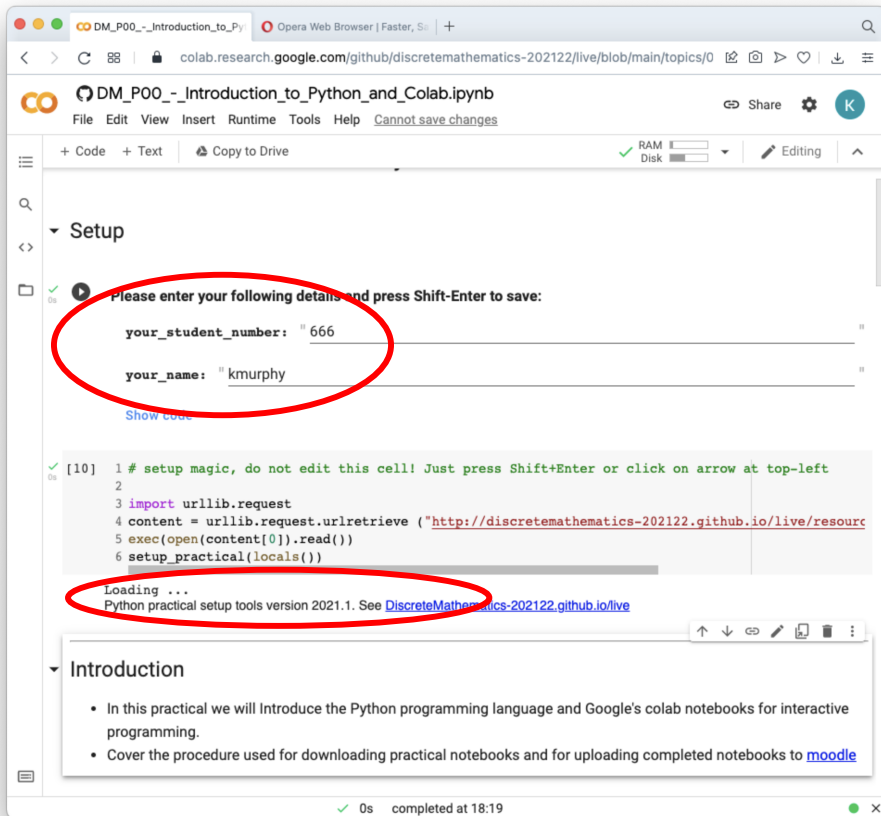 DM_P00_-_Introduction_to_Py
Opera Web Browser | Faster, Sa
colab.research.google.com/github/discretemathematics-202122/live/blob/main/topics/0
DM_P00_-_Introduction_to_Python_and_Colab.ipynb
Share
K
File Edit View Insert Runtime Tools Help Cannot save changes
+ Code + Text Copy to Drive
RAM
Disk
Editing
Setup
0s
Please enter your following details and press Shift-Enter to save:
your_student_number: "666"
your_name: "kmurphy"
Show code
0s
[10] 1 # setup magic, do not edit this cell! Just press Shift+Enter or click on arrow at top-left
2
3 import urllib.request
4 content = urllib.request.urlretrieve ("http://discretemathematics-202122.github.io/live/resourc
5 exec(open(content[0]).read())
6 setup_practical(locals())
Loading ...
Python practical setup tools version 2021.1. See DiscreteMathematics-202122.github.io/live
Introduction
• In this practical we will Introduce the Python programming language and Google's colab notebooks for interactive
programming.
• Cover the procedure used for downloading practical notebooks and for uploading completed notebooks to moodle
0s completed at 18:19